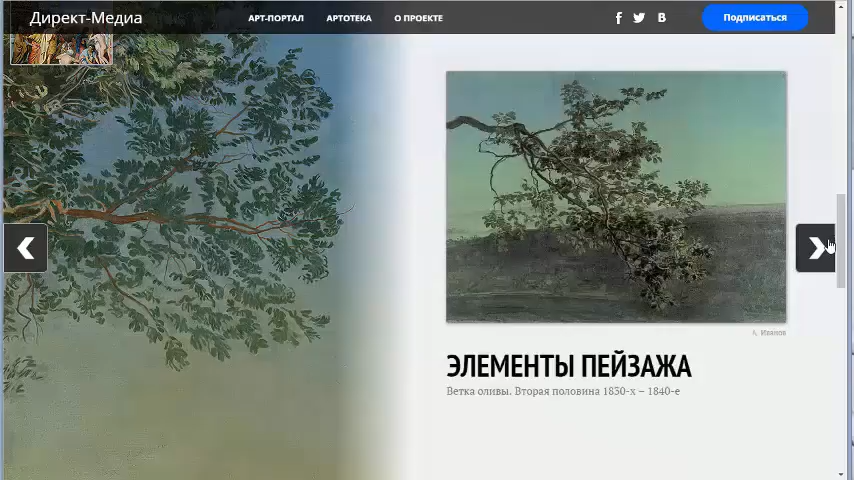 Директ-Медиа
АРТ-ПОРТАЛ
АРТОТЕКА
О ПРОЕКТЕ
Подписаться
А. Иванов
ЭЛЕМЕНТЫ ПЕЙЗАЖА
Ветка оливы. Вторая половина 1830-х – 1840-е